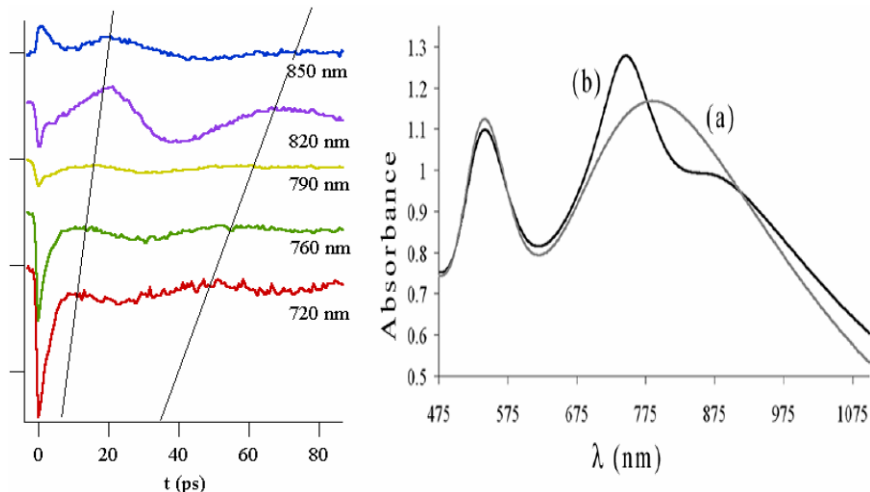 850 nm
820 nm
790 nm
760 nm
720 nm
0 20 40 60 80
t (ps)
Absorbance
1.3
1.2
1.1
1
0.9
0.8
0.7
0.6
0.5
(b)
(a)
475 575 675 775 875 975 1075
λ (nm)